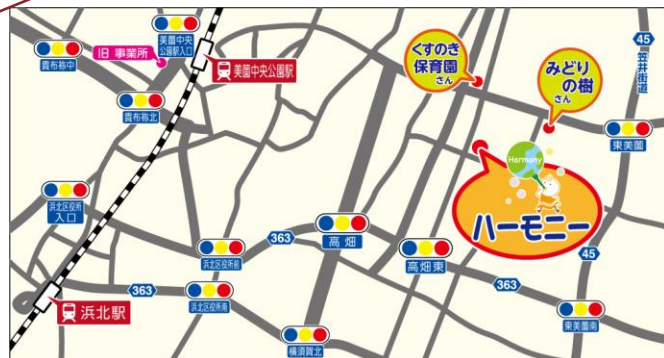 美薗中央
公園駅入口
旧 事業所
貴布祢中
美薗中央公園駅
貴布祢北
くすのき
保育園
さん
みどり
の樹
さん
45
笠井街道
東美薗
Harmony
ハーモニー
浜北区役所
入口
浜北区役所前
363
高畑
高畑東
45
363
浜北駅
363
浜北区役所南
横須賀北
東美薗南